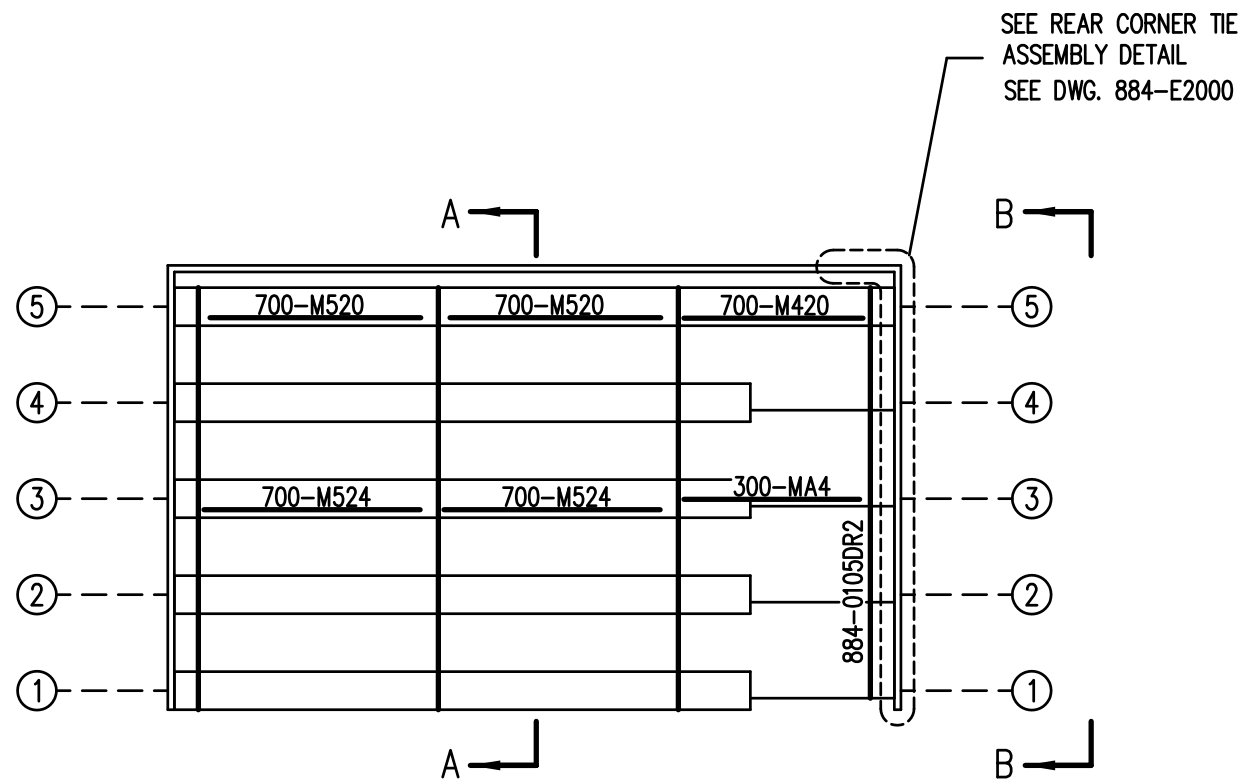 SEE REAR CORNER TIE
ASSEMBLY DETAIL
SEE DWG. 884-E2000
A
B
5
700-M520
700-M520
700-M420
5
4
4
3
700-M524
700-M524
300-MA4
3
884-0105DR2
2
2
1
1
A
B